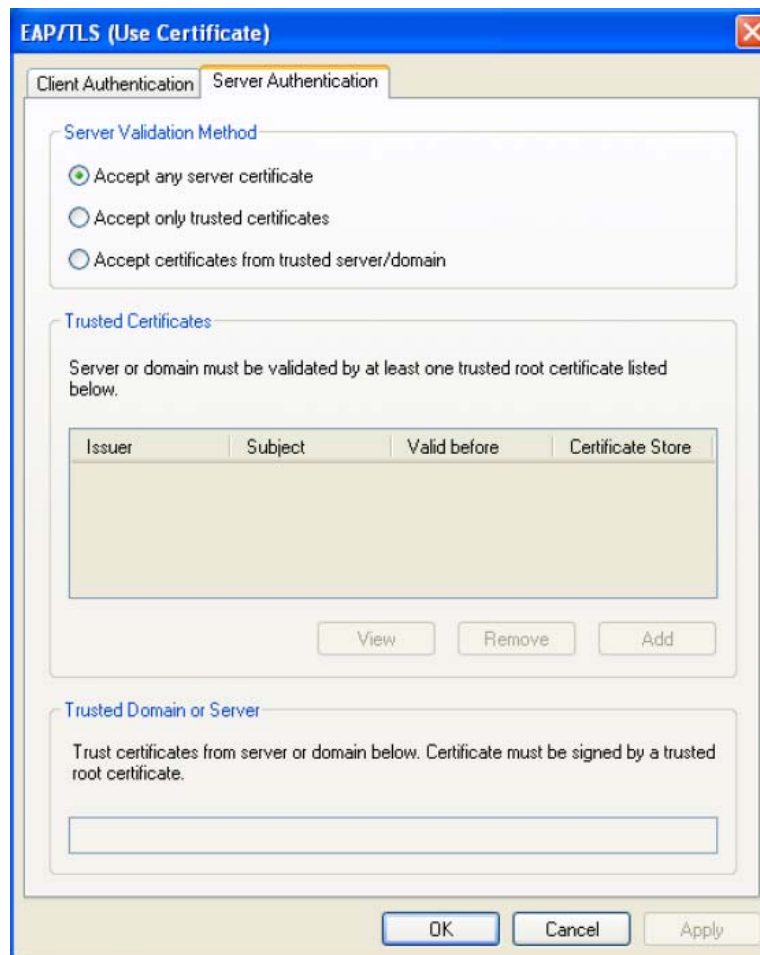 EAP/TLS (Use Certificate)
Client Authentication
Server Authentication
Server Validation Method
Accept any server certificate
Accept only trusted certificates
Accept certificates from trusted server/domain
Trusted Certificates
Server or domain must be validated by at least one trusted root certificate listed
below.
Issuer
Subject
Valid before
Certificate Store
View
Remove
Add
Trusted Domain or Server
Trust certificates from server or domain below. Certificate must be signed by a trusted
root certificate.
OK
Cancel
Apply